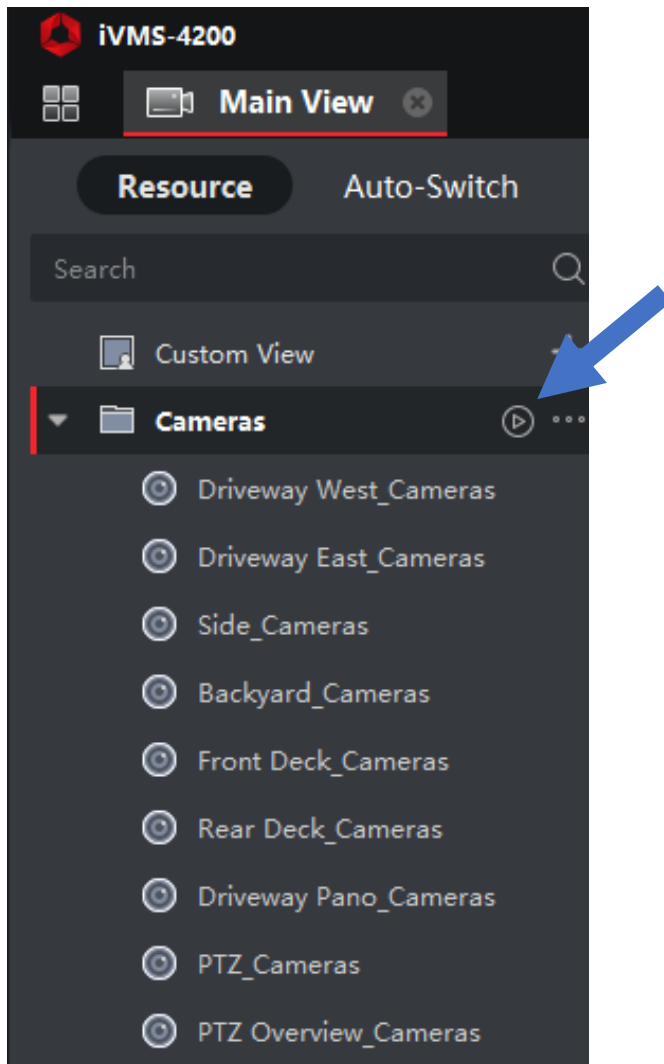 iVMS-4200
Main View
Resource Auto-Switch
Search
Custom View
Cameras
Driveway West_Cameras
Driveway East_Cameras
Side_Cameras
Backyard_Cameras
Front Deck_Cameras
Rear Deck_Cameras
Driveway Pano_Cameras
PTZ_Cameras
PTZ Overview_Cameras